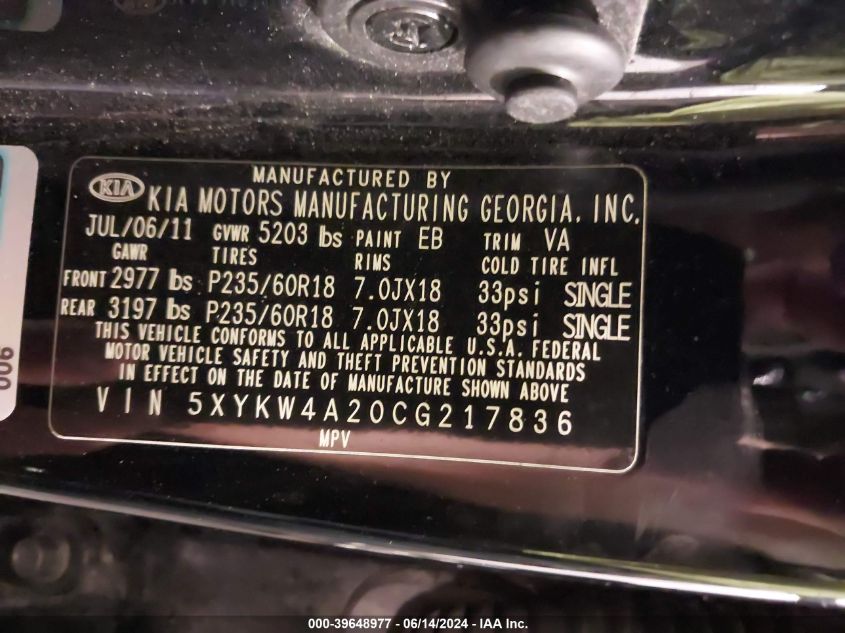 MANUFACTURED BY
KIA KIA MOTORS MANUFACTURING GEORGIA, INC.
JUL/06/11 GVWR 5203 lbs PAINT EB TRIM VA
GAWR TIRES RIMS COLD TIRE INFL
FRONT 2977 lbs P235/60R18 7.0JX18 33psi SINGLE
REAR 3197 lbs P235/60R18 7.0JX18 33psi SINGLE
THIS VEHICLE CONFORMS TO ALL APPLICABLE U.S.A. FEDERAL
MOTOR VEHICLE SAFETY AND THEFT PREVENTION STANDARDS
IN EFFECT ON THE DATE OF MANUFACTURE SHOWN ABOVE
VIN 5XYKW4A20CG217836
MPV
006
000-39648977 - 06/14/2024 - IAA Inc.